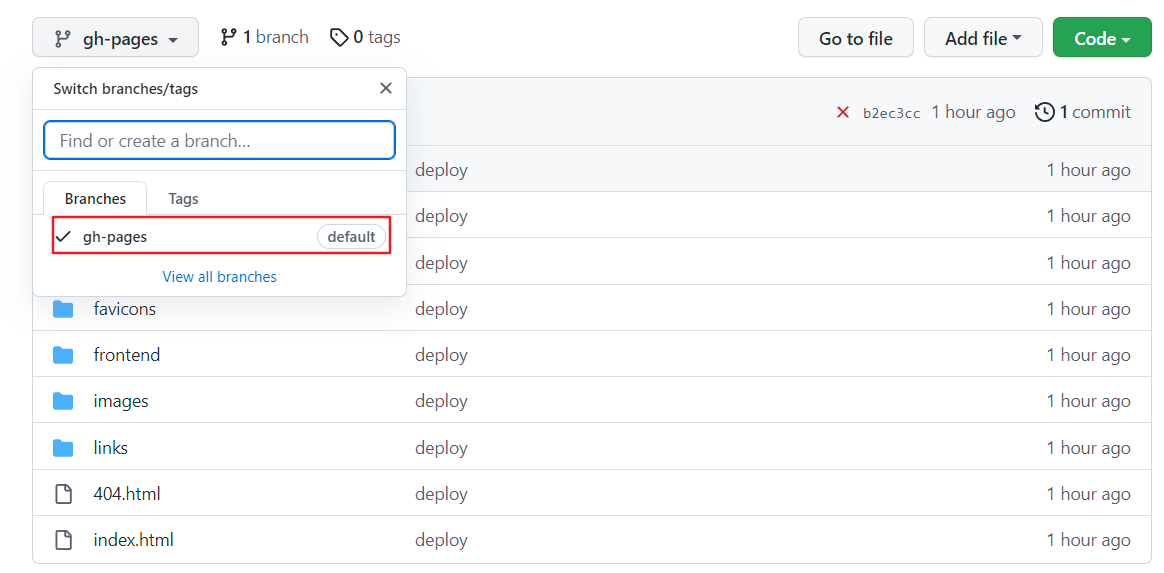 gh-pages 1 branch 0 tags Go to file Add file Code
Switch branches/tags
b2ec3cc 1 hour ago 1 commit
Find or create a branch...
deploy 1 hour ago
Branches Tags
deploy 1 hour ago
gh-pages default
deploy 1 hour ago
View all branches
favicons deploy 1 hour ago
frontend deploy 1 hour ago
images deploy 1 hour ago
links deploy 1 hour ago
404.html deploy 1 hour ago
index.html deploy 1 hour ago